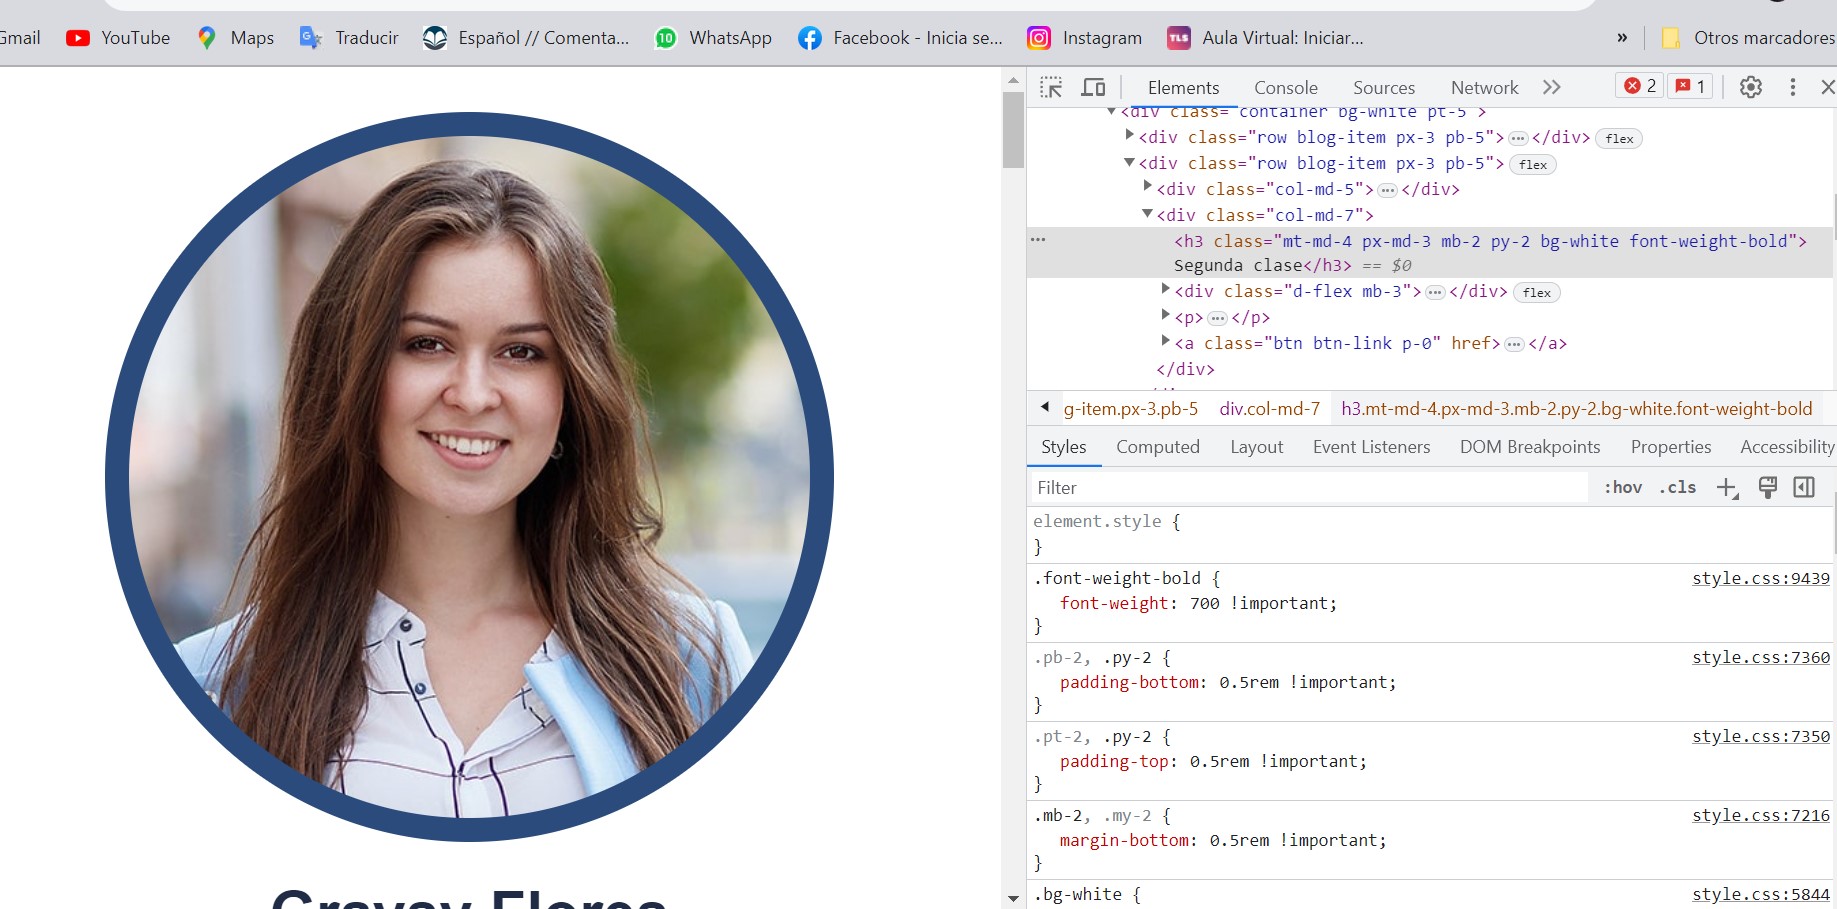 Gmail YouTube Maps Traducir Español // Comenta... WhatsApp Facebook - Inicia se... Instagram Aula Virtual: Iniciar... » Otros marcadores
Elements Console Sources Network 2 1
<div class="container bg-white pt-5">
<div class="row blog-item px-3 pb-5">…</div> flex
<div class="row blog-item px-3 pb-5"> flex
<div class="col-md-5">…</div>
<div class="col-md-7">
<h3 class="mt-md-4 px-md-3 mb-2 py-2 bg-white font-weight-bold">
Segunda clase</h3> == $0
<div class="d-flex mb-3">…</div> flex
<p>…</p>
<a class="btn btn-link p-0" href>…</a>
</div>
g-item.px-3.pb-5 div.col-md-7 h3.mt-md-4.px-md-3.mb-2.py-2.bg-white.font-weight-bold
Styles Computed Layout Event Listeners DOM Breakpoints Properties Accessibility
Filter :hov .cls
element.style {
}
.font-weight-bold { style.css:9439
font-weight: 700 !important;
}
.pb-2, .py-2 { style.css:7360
padding-bottom: 0.5rem !important;
}
.pt-2, .py-2 { style.css:7350
padding-top: 0.5rem !important;
}
.mb-2, .my-2 { style.css:7216
margin-bottom: 0.5rem !important;
}
.bg-white { style.css:5844
TLS
10
Flores